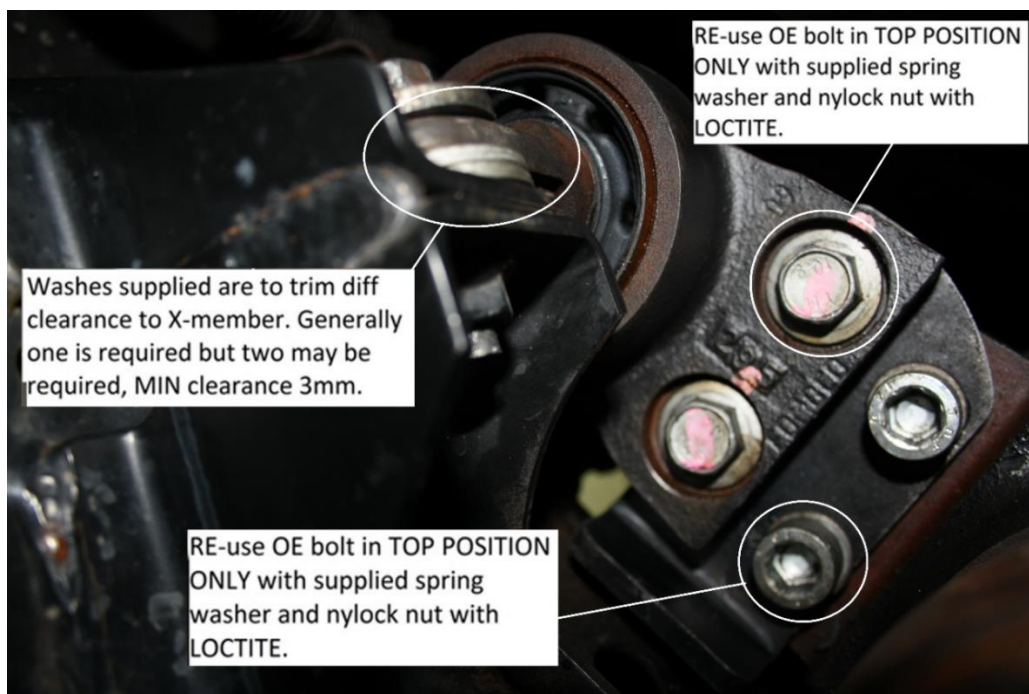 RE-use OE bolt in TOP POSITION
ONLY with supplied spring
washer and nylock nut with
LOCTITE.
Washes supplied are to trim diff
clearance to X-member. Generally
one is required but two may be
required, MIN clearance 3mm.
RE-use OE bolt in TOP POSITION
ONLY with supplied spring
washer and nylock nut with
LOCTITE.